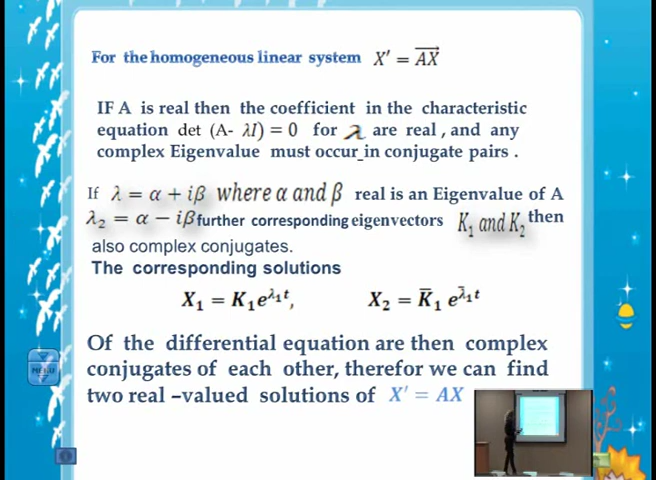 For the homogeneous linear system X′ = AX
IF A is real then the coefficient in the characteristic
equation det (A- λI) = 0 for λ are real , and any
complex Eigenvalue must occur in conjugate pairs .
If λ = α + iβ where α and β real is an Eigenvalue of A
λ₂ = α − iβ further corresponding eigenvectors K₁ and K₂ then
also complex conjugates.
The corresponding solutions
X₁ = K₁e^{λ₁t}, X₂ = K̄₁ e^{λ̄₁t}
Of the differential equation are then complex
conjugates of each other, therefor we can find
two real –valued solutions of X′ = AX
MENU